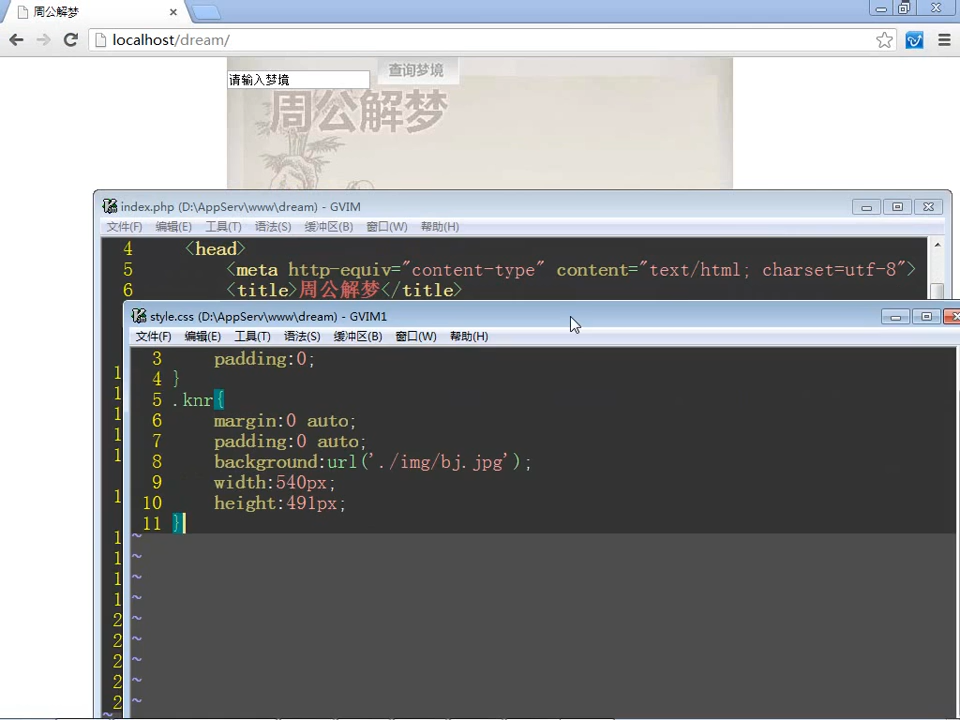 周公解梦
localhost/dream/
请输入梦境
查询梦境
周公解梦
index.php (D:\AppServ\www\dream) - GVIM
文件(F) 编辑(E) 工具(T) 语法(S) 缓冲区(B) 窗口(W) 帮助(H)
4 <head>
5 <meta http-equiv="content-type" content="text/html; charset=utf-8">
6 <title>周公解梦</title>
style.css (D:\AppServ\www\dream) - GVIM1
文件(F) 编辑(E) 工具(T) 语法(S) 缓冲区(B) 窗口(W) 帮助(H)
3 padding:0;
4 }
5 .knr{
6 margin:0 auto;
7 padding:0 auto;
8 background:url('./img/bj.jpg');
9 width:540px;
10 height:491px;
11 }